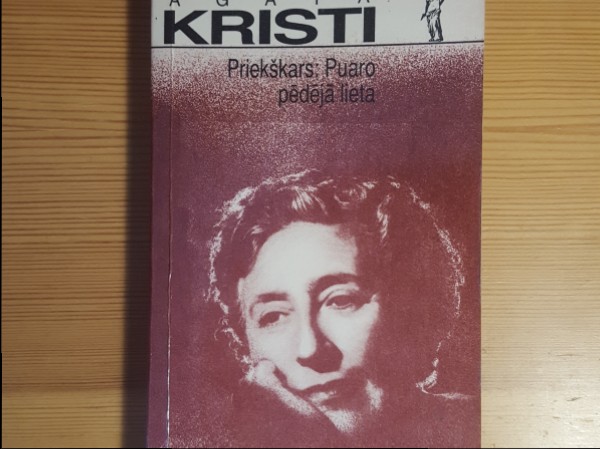 AGATA
KRISTI
Priekškars: Puaro
pēdējā lieta